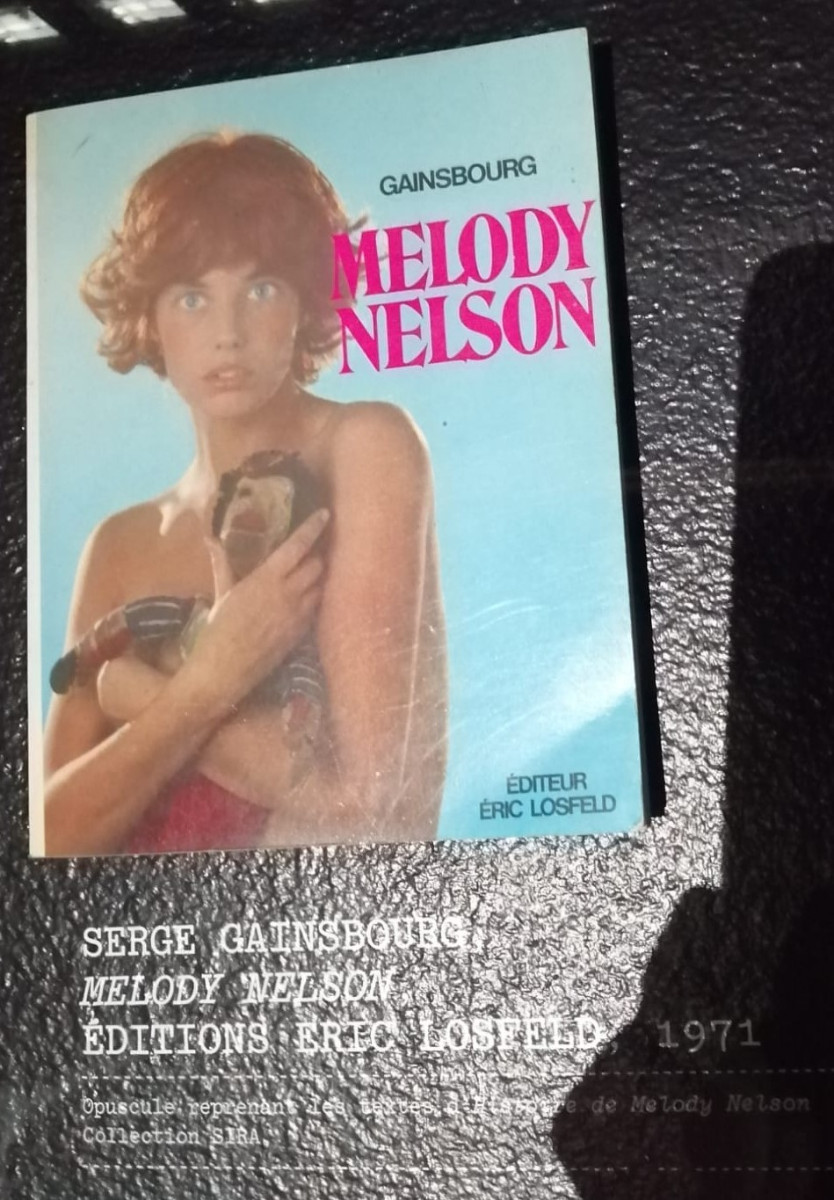 GAINSBOURG
MELODY
NELSON
ÉDITEUR
ÉRIC LOSFELD
SERGE GAINSBOURG,
MELODY NELSON
ÉDITIONS ERIC LOSFELD, 1971
Opuscule reprenant les textes d'Histoire de Melody Nelson
Collection SIRA.